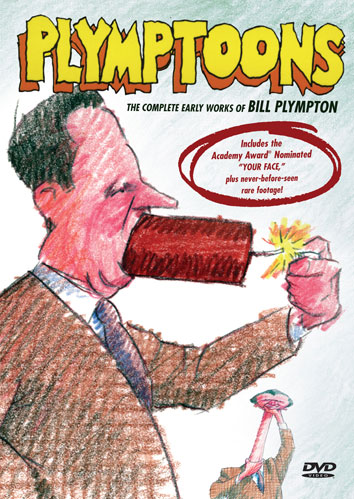 PLYMPTOONS
THE COMPLETE EARLY WORKS OF BILL PLYMPTON
Includes the
Academy Award® Nominated
"YOUR FACE,"
plus never-before-seen
rare footage!
DVD
VIDEO